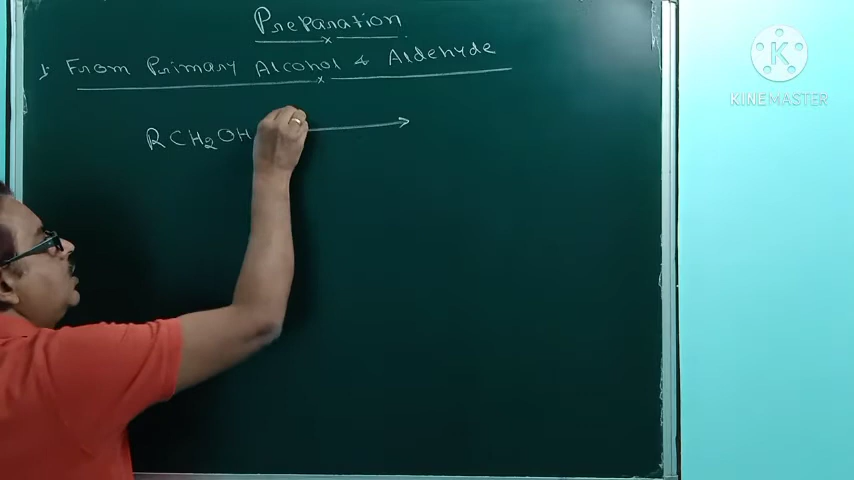 Preparation
1. From Primary Alcohol & Aldehyde
RCH2OH
K
KINEMASTER